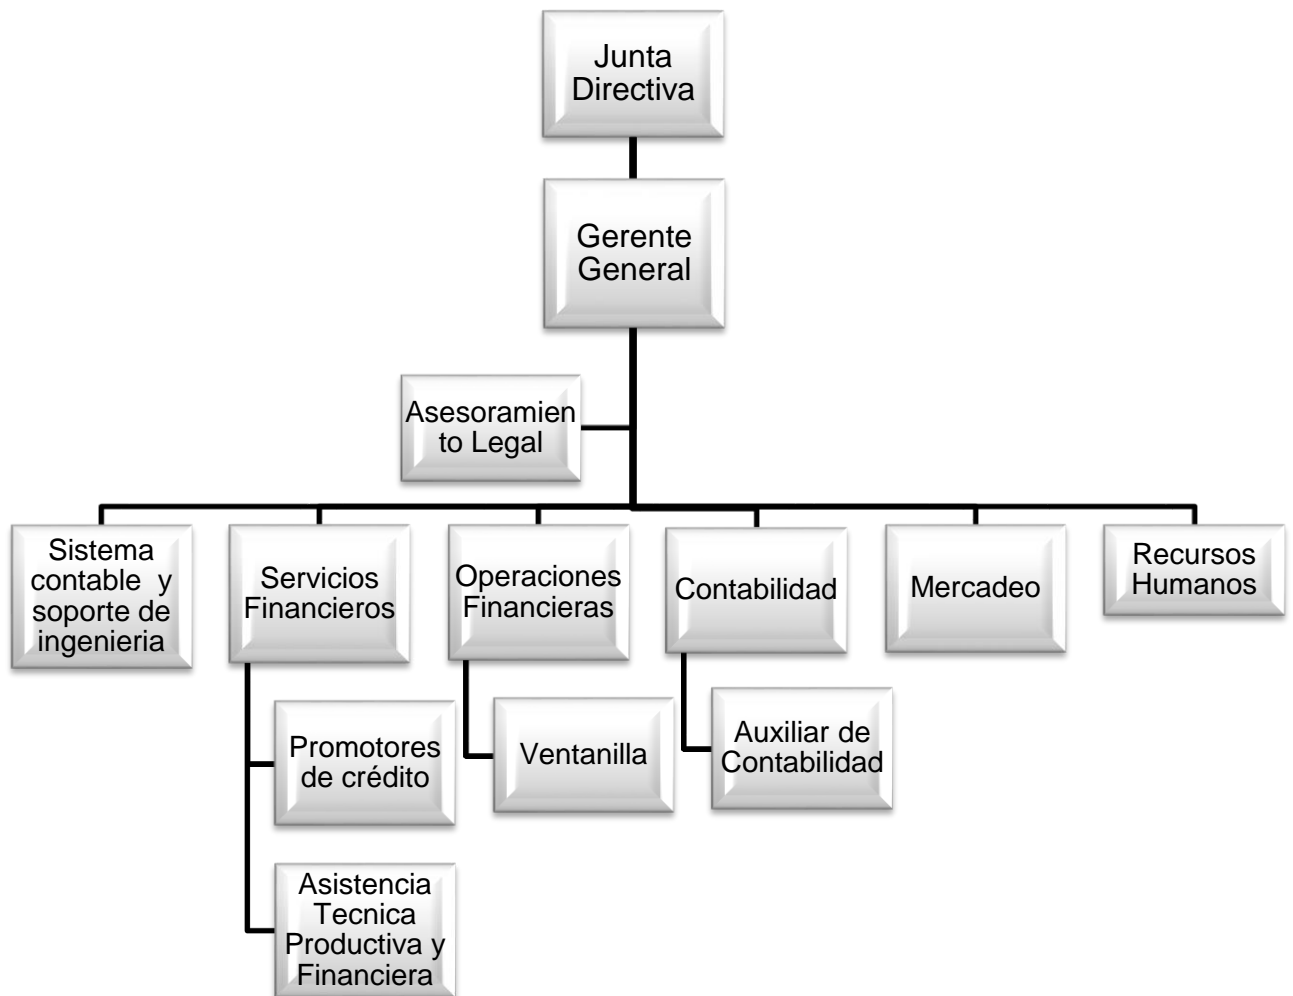 Junta
Directiva
Gerente
General
Asesoramien
to Legal
Sistema
contable y
soporte de
ingenieria
Servicios
Financieros
Operaciones
Financieras
Contabilidad
Mercadeo
Recursos
Humanos
Promotores
de crédito
Ventanilla
Auxiliar de
Contabilidad
Asistencia
Tecnica
Productiva y
Financiera